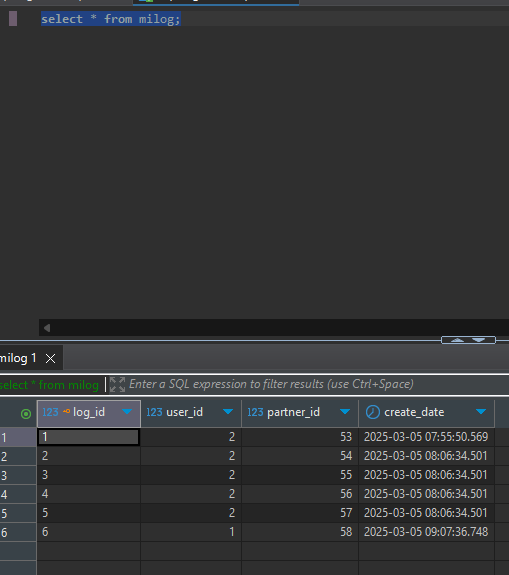 select * from milog;
milog 1
select * from milog Enter a SQL expression to filter results (use Ctrl+Space)
123 log_id 123 user_id 123 partner_id create_date
1 1 2 53 2025-03-05 07:55:50.569
2 2 2 54 2025-03-05 08:06:34.501
3 3 2 55 2025-03-05 08:06:34.501
4 4 2 56 2025-03-05 08:06:34.501
5 5 2 57 2025-03-05 08:06:34.501
6 6 1 58 2025-03-05 09:07:36.748